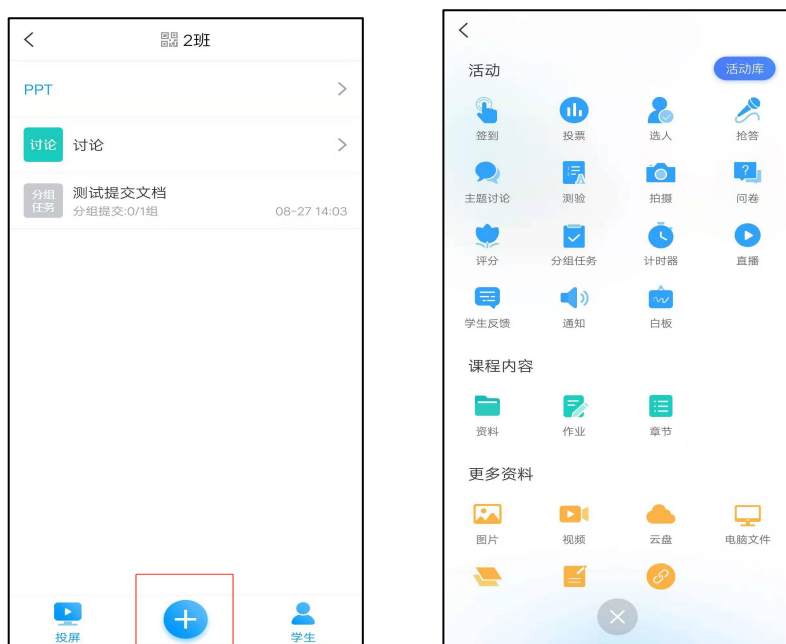 2班
PPT
讨论 讨论
分组任务 测试提交文档
分组提交:0/1组 08-27 14:03
投屏 学生
活动 活动库
签到 投票 选人 抢答
主题讨论 测验 拍摄 问卷
评分 分组任务 计时器 直播
学生反馈 通知 白板
课程内容
资料 作业 章节
更多资料
图片 视频 云盘 电脑文件